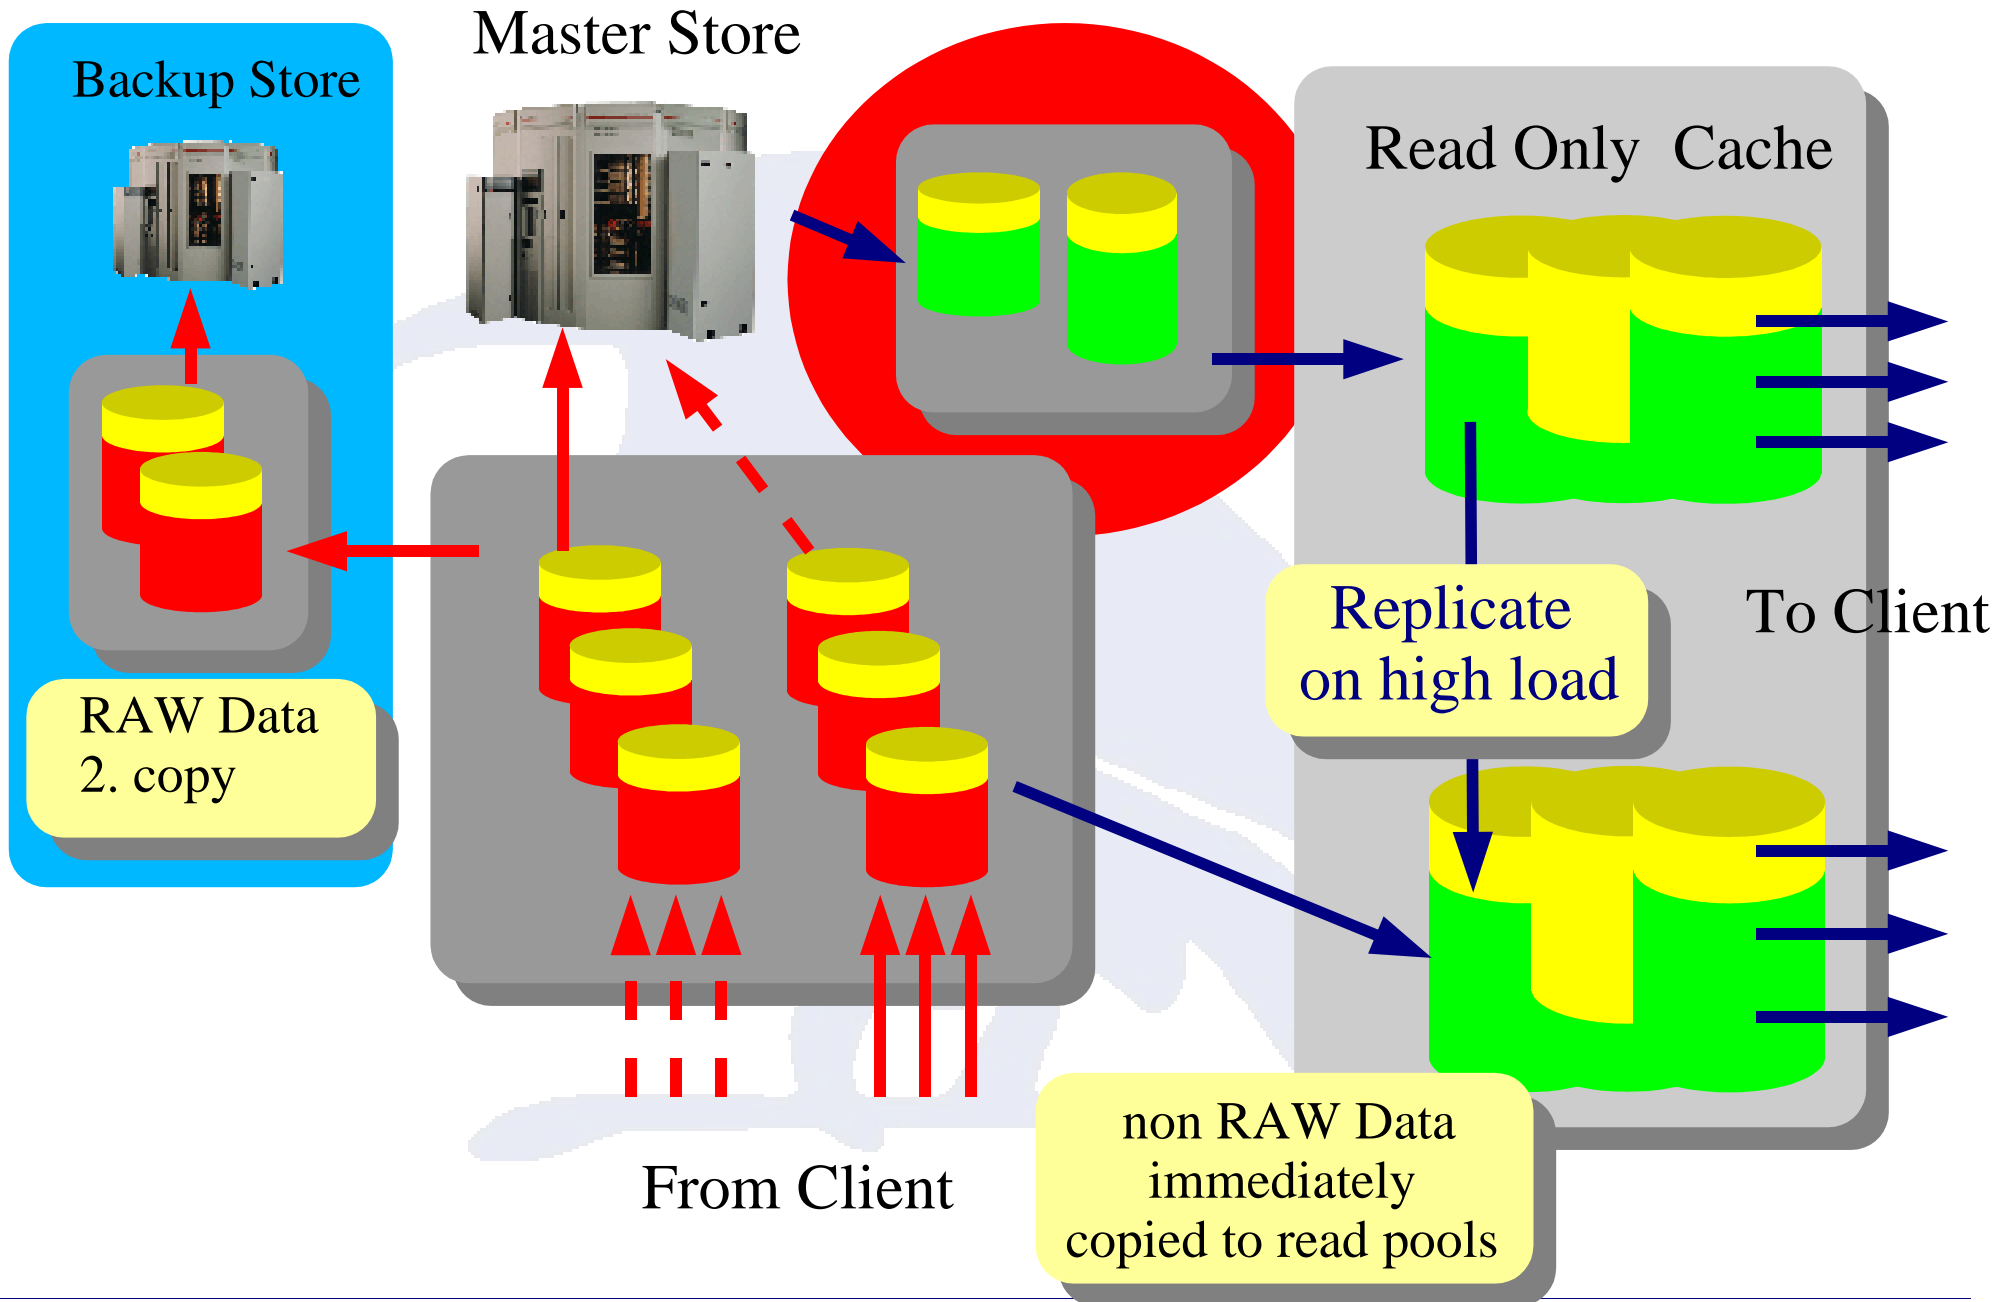 Master Store
Backup Store
Read Only Cache
Replicate
on high load
To Client
RAW Data
2. copy
From Client
non RAW Data
immediately
copied to read pools